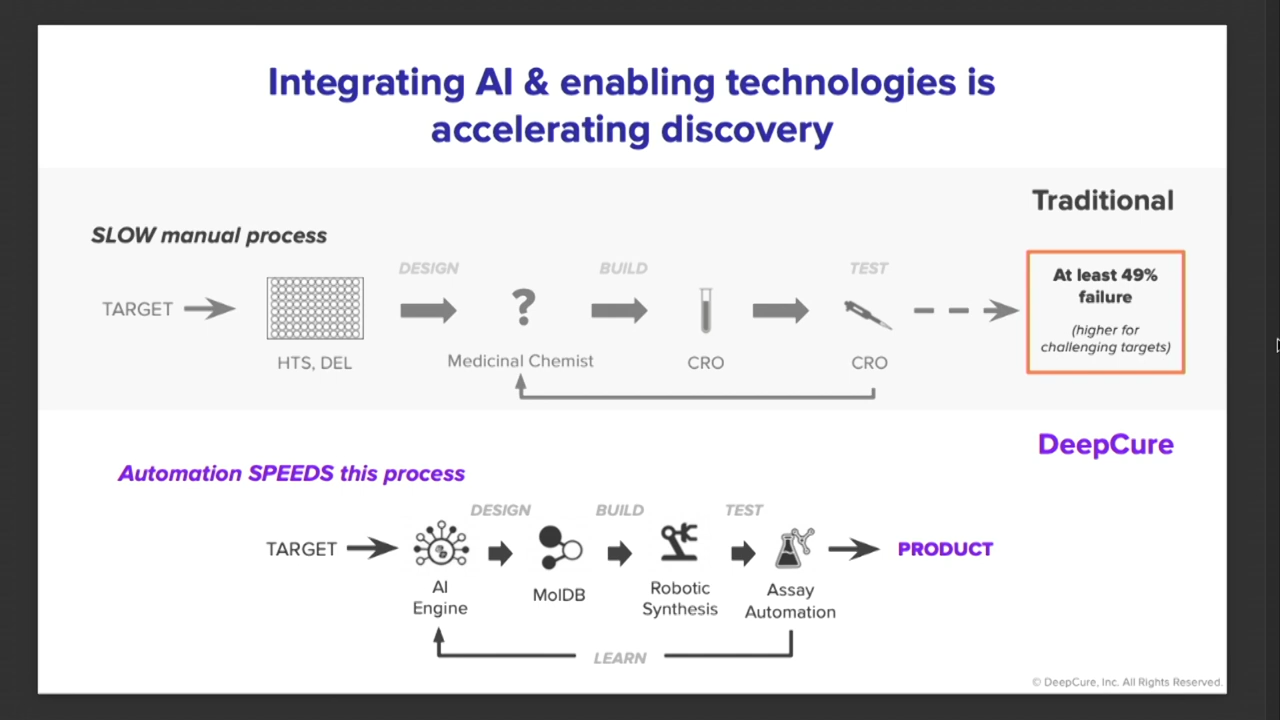 Integrating AI & enabling technologies is
accelerating discovery
Traditional
SLOW manual process
DESIGN
BUILD
TEST
TARGET
?
HTS, DEL
Medicinal Chemist
CRO
CRO
At least 49%
failure
(higher for
challenging targets)
DeepCure
Automation SPEEDS this process
DESIGN
BUILD
TEST
TARGET
PRODUCT
AI
Engine
MolDB
Robotic
Synthesis
Assay
Automation
LEARN
© DeepCure, Inc. All Rights Reserved.